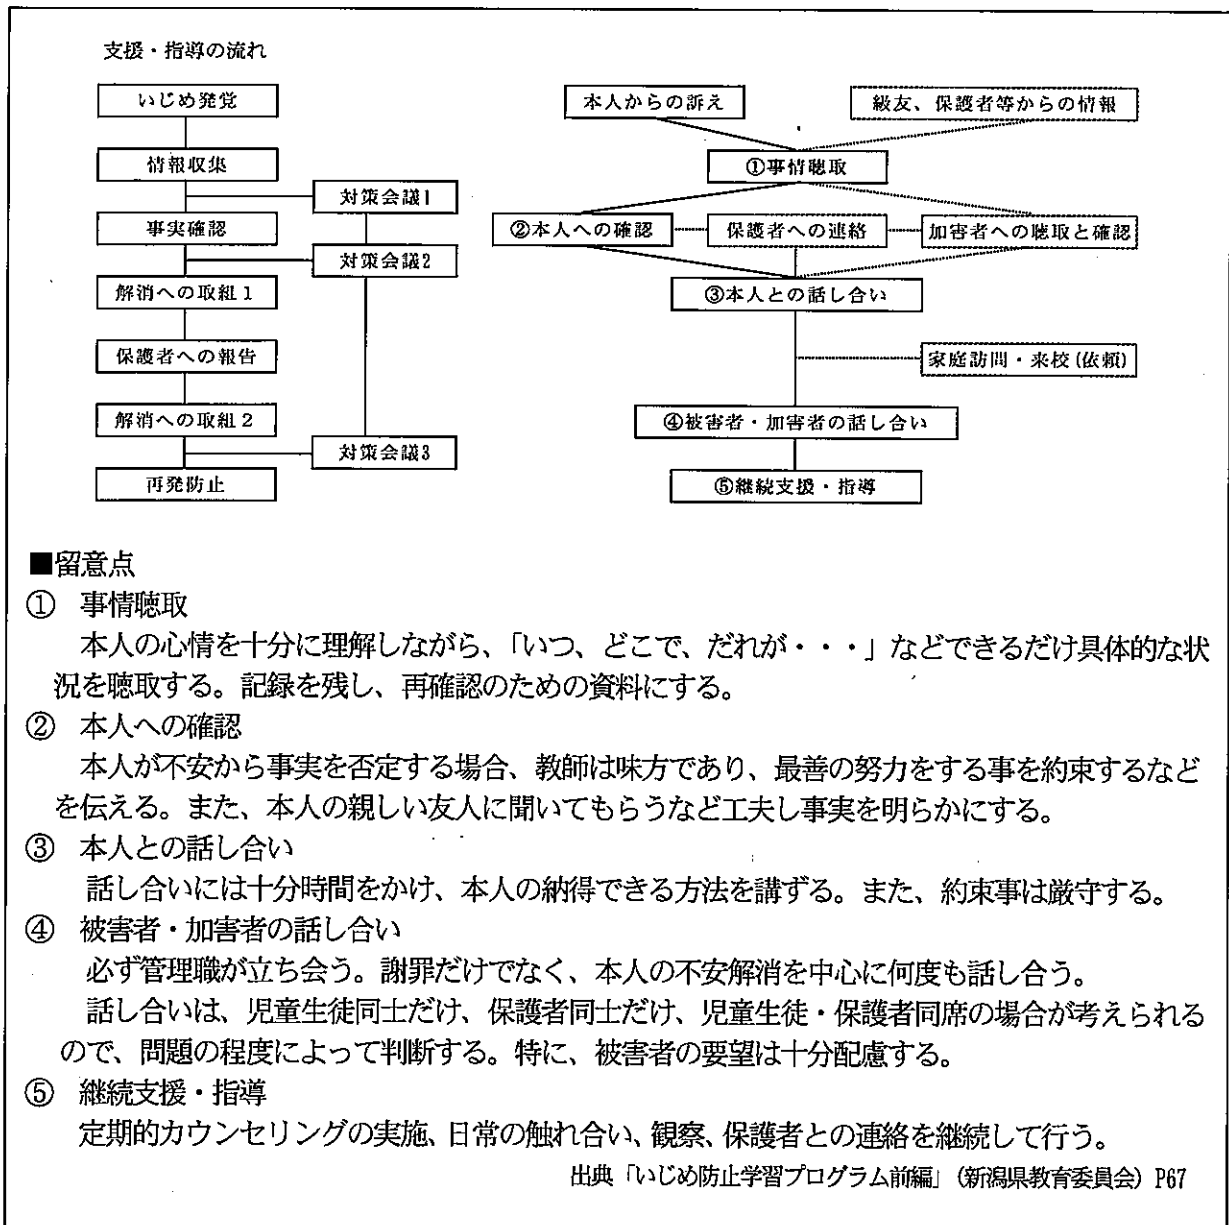 支援・指導の流れ
いじめ発覚
情報収集
対策会議1
事実確認
対策会議2
解消への取組1
保護者への報告
解消への取組2
対策会議3
再発防止
本人からの訴え
級友、保護者等からの情報
①事情聴取
②本人への確認
保護者への連絡
加害者への聴取と確認
③本人との話し合い
家庭訪問・来校(依頼)
④被害者・加害者の話し合い
⑤継続支援・指導
■留意点
① 事情聴取
本人の心情を十分に理解しながら、「いつ、どこで、だれが・・・」などできるだけ具体的な状
況を聴取する。記録を残し、再確認のための資料にする。
② 本人への確認
本人が不安から事実を否定する場合、教師は味方であり、最善の努力をする事を約束するなど
を伝える。また、本人の親しい友人に聞いてもらうなど工夫し事実を明らかにする。
③ 本人との話し合い
話し合いには十分時間をかけ、本人の納得できる方法を講ずる。また、約束事は厳守する。
④ 被害者・加害者の話し合い
必ず管理職が立ち会う。謝罪だけでなく、本人の不安解消を中心に何度も話し合う。
話し合いは、児童生徒同士だけ、保護者同士だけ、児童生徒・保護者同席の場合が考えられる
ので、問題の程度によって判断する。特に、被害者の要望は十分配慮する。
⑤ 継続支援・指導
定期的カウンセリングの実施、日常の触れ合い、観察、保護者との連絡を継続して行う。
出典「いじめ防止学習プログラム前編」(新潟県教育委員会) P67